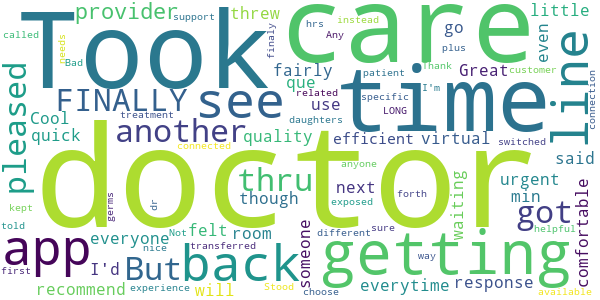 Took
care
provider
support
threw
hrs
instead
little
called
needs
finaly
Any
go
plus
even
Bad
Thank
customer
FINALLY
see
fairly
que
time
patient
Great
I'm
line
connection
pleased
Cool
quick
treatment
another
quality
use
related
daughters
specific
LONG
efficient
virtual
switched
said
connected
doctor
thru
though
next
anyone
exposed
forth
sure
urgent
min
got
helpful
comfortable
kept
told
dr
germs
Not
felt
room
nice
everyone
transferred
someone
different
way
waiting
app
But
back
getting
first
I'd
experience
will
Stood
everytime
response
choose
available
recommend